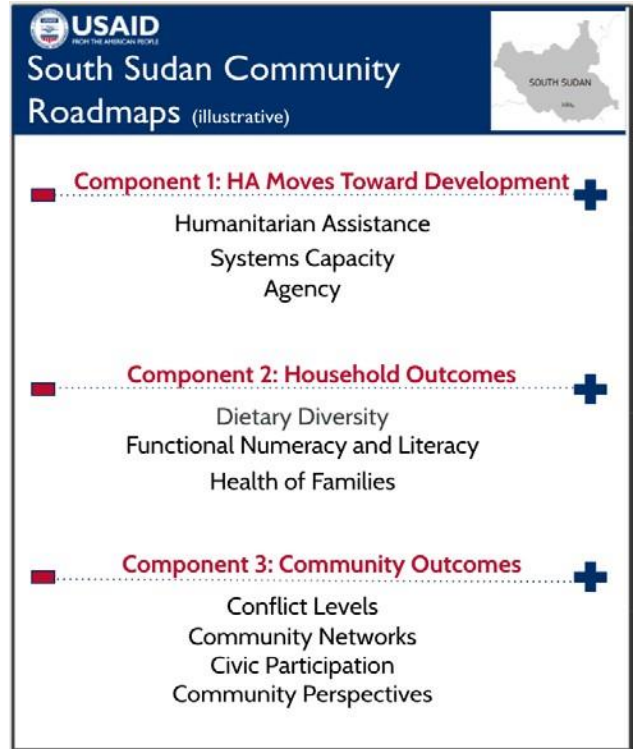 USAID
FROM THE AMERICAN PEOPLE
South Sudan Community
Roadmaps (illustrative)
SOUTH SUDAN
Component 1: HA Moves Toward Development
Humanitarian Assistance
Systems Capacity
Agency
Component 2: Household Outcomes
Dietary Diversity
Functional Numeracy and Literacy
Health of Families
Component 3: Community Outcomes
Conflict Levels
Community Networks
Civic Participation
Community Perspectives